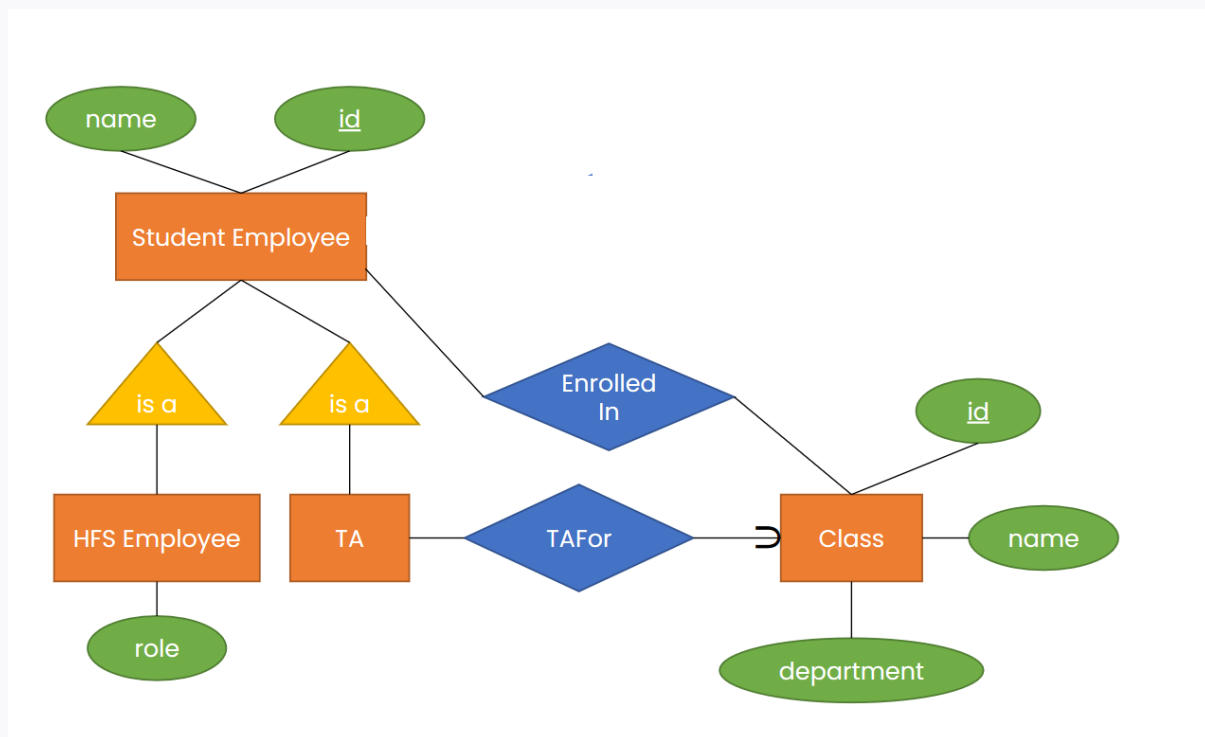 name
id
Student Employee
is a
is a
Enrolled
In
id
HFS Employee
TA
TAFor
Class
name
role
department